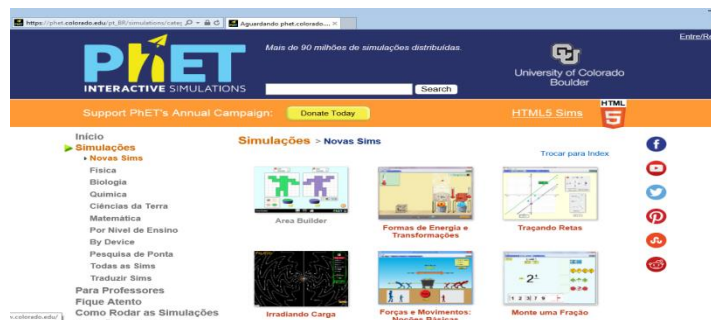 https://phet.colorado.edu/pt_BR/simulations/categ
Aguardando phet.colorado....
Mais de 90 milhões de simulações distribuídas.
Entre/Re
PhET
INTERACTIVE SIMULATIONS
Search
CU
University of Colorado
Boulder
Support PhET's Annual Campaign:
Donate Today
HTML5 Sims
HTML
5
Início
Simulações
Novas Sims
Física
Biologia
Química
Ciências da Terra
Matemática
Por Nível de Ensino
By Device
Pesquisa de Ponta
Todas as Sims
Traduzir Sims
Para Professores
Fique Atento
Como Rodar as Simulações
v.colorado.edu/
Simulações > Novas Sims
Trocar para Index
Area Builder
Formas de Energia e
Transformações
Traçando Retas
Irradiando Carga
Forças e Movimentos:
Noções Básicas
Monte uma Fração